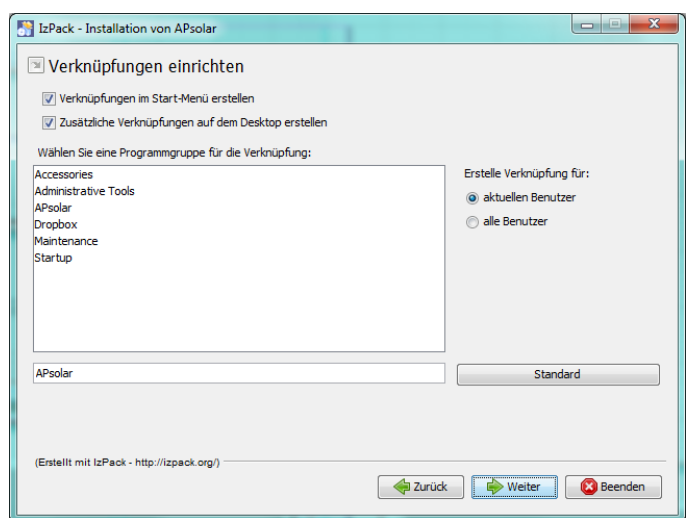 IzPack - Installation von APsolar
Verknüpfungen einrichten
Verknüpfungen im Start-Menü erstellen
Zusätzliche Verknüpfungen auf dem Desktop erstellen
Wählen Sie eine Programmgruppe für die Verknüpfung:
Accessories
Administrative Tools
APsolar
Dropbox
Maintenance
Startup
Erstelle Verknüpfung für:
aktuellen Benutzer
alle Benutzer
APsolar
Standard
(Erstellt mit IzPack - http://izpack.org/)
Zurück
Weiter
Beenden